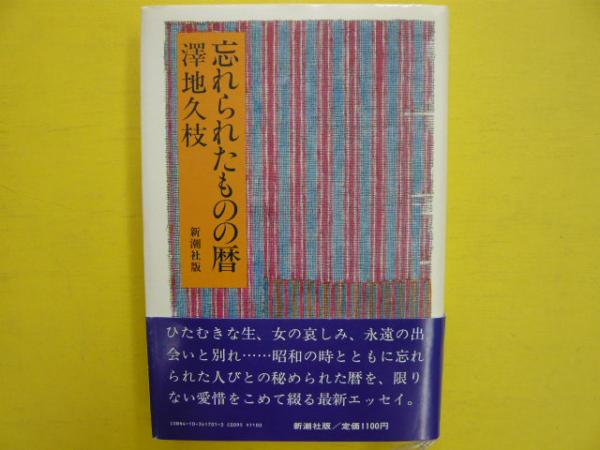 忘れられたものの暦
澤地久枝
新潮社版
ひたむきな生、女の哀しみ、永遠の出
会いと別れ……昭和の時とともに忘れ
られた人びとの秘められた暦を、限り
ない愛惜をこめて綴る最新エッセイ。
新潮社版/定価1100円